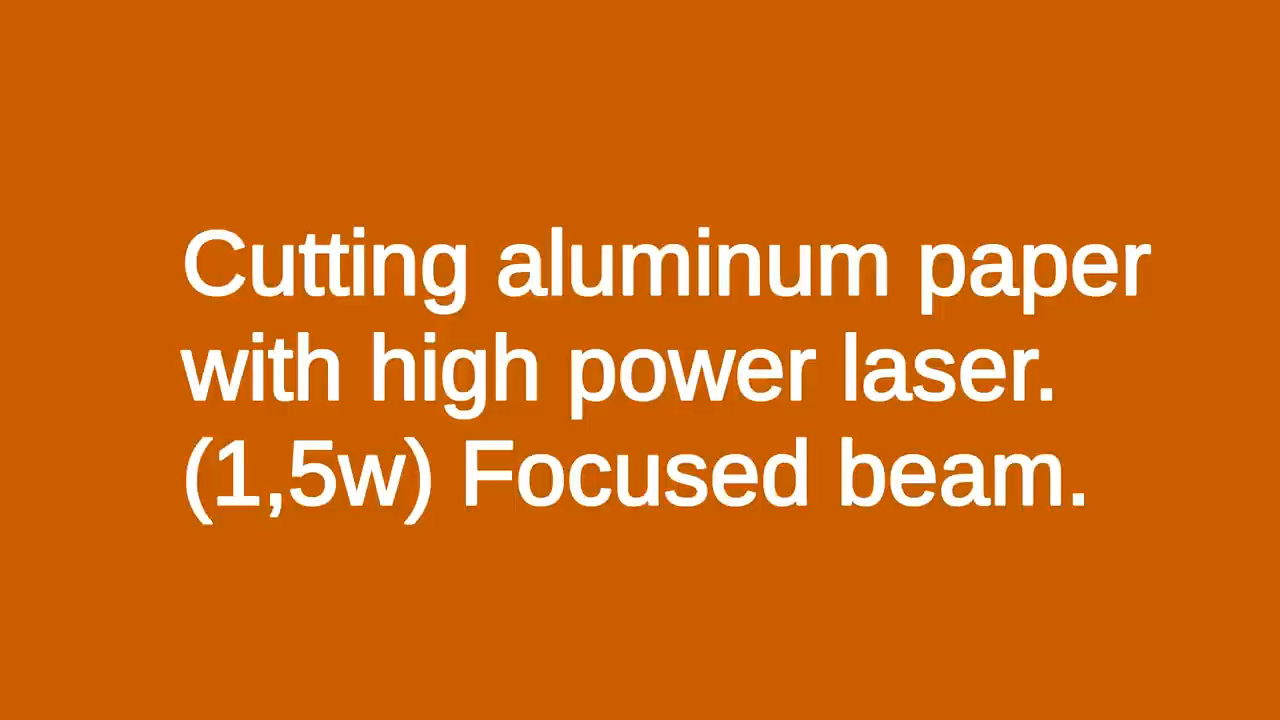 Cutting aluminum paper
with high power laser.
(1,5w) Focused beam.